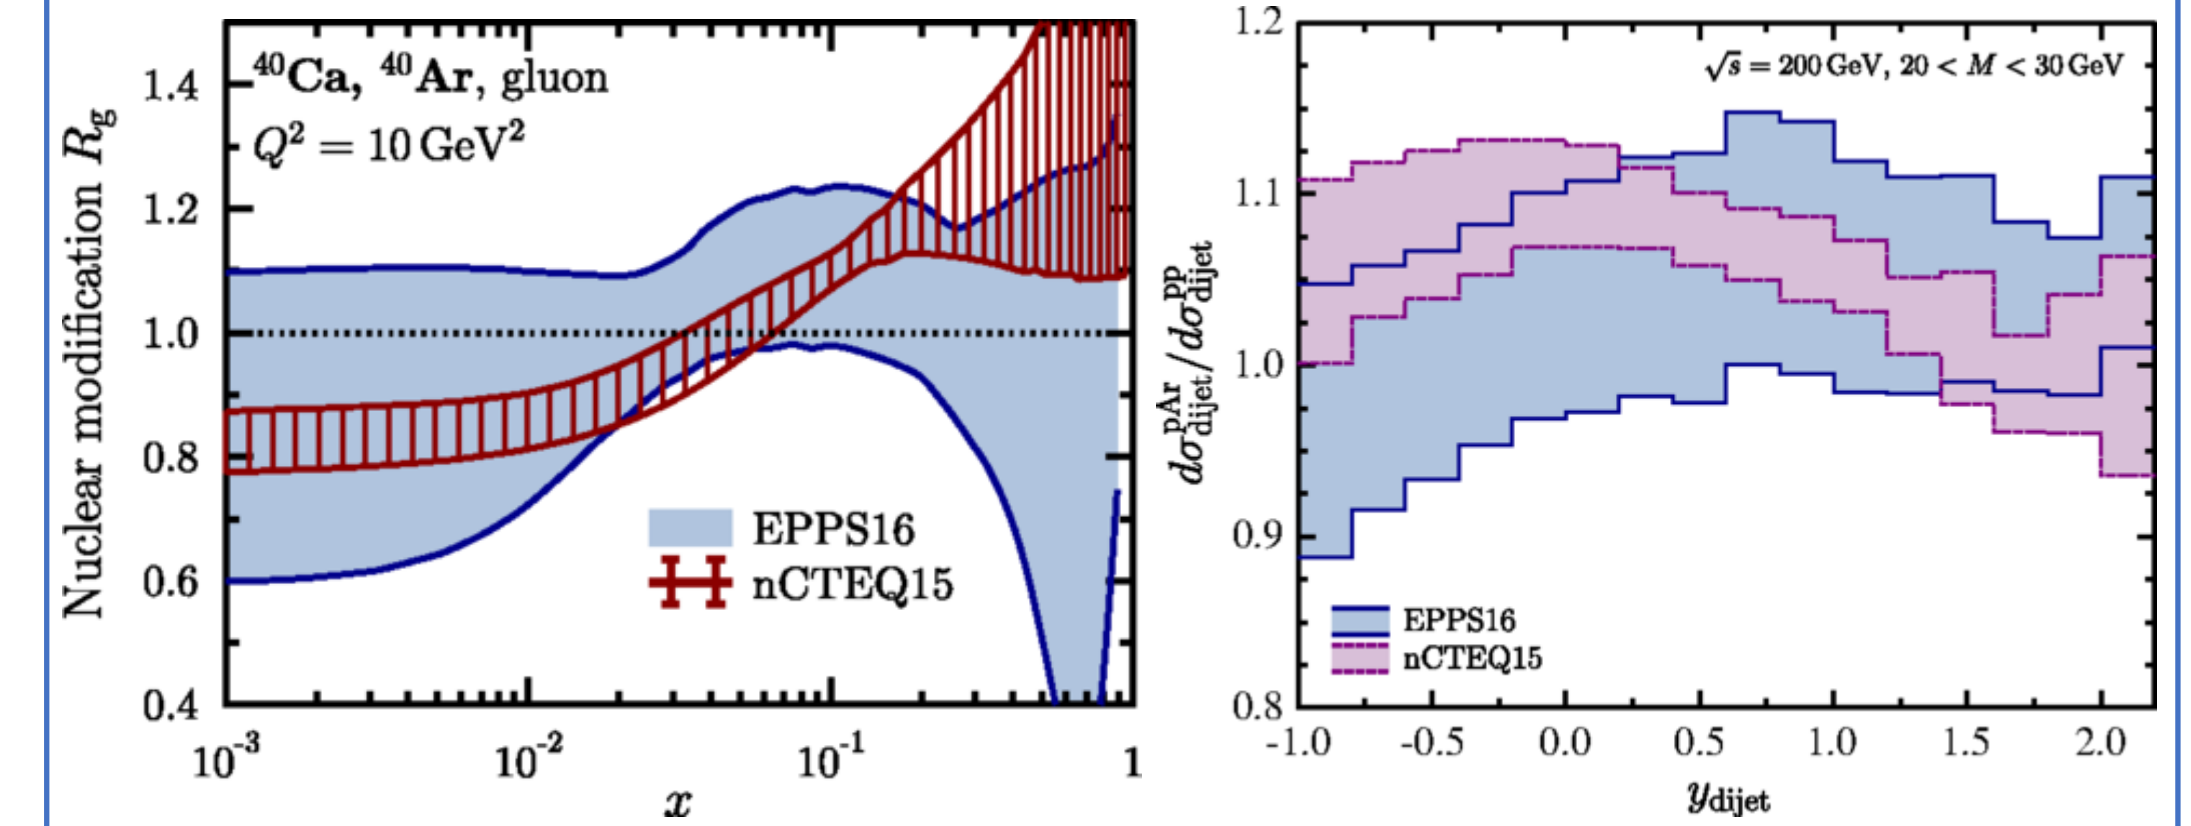 ⁴⁰Ca, ⁴⁰Ar, gluon
Q² = 10 GeV²
Nuclear modification R_g
1.4
1.2
1.0
0.8
0.6
0.4
EPPS16
nCTEQ15
10⁻³ 10⁻² 10⁻¹ 1
x
√s = 200 GeV, 20 < M < 30 GeV
dσ^pAr_dijet/dσ^pp_dijet
1.2
1.1
1.0
0.9
0.8
EPPS16
nCTEQ15
-1.0 -0.5 0.0 0.5 1.0 1.5 2.0
y_dijet